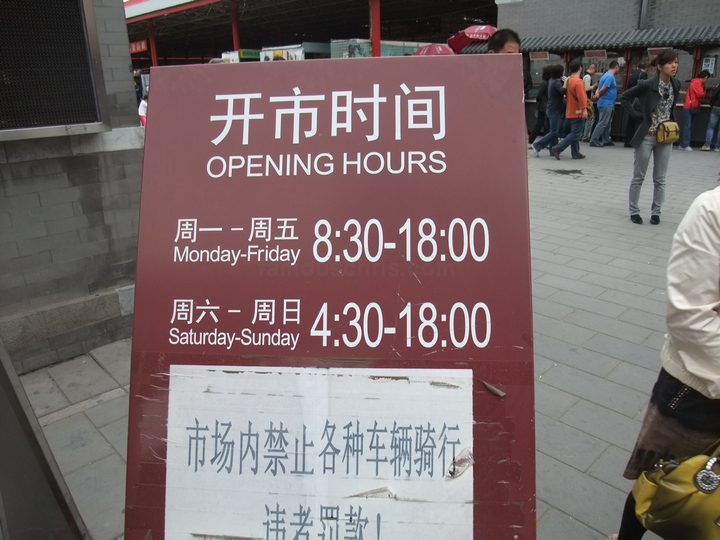 开市时间
OPENING HOURS
周一 – 周五 8:30-18:00
Monday-Friday
周六 – 周日 4:30-18:00
Saturday-Sunday
市场内禁止各种车辆骑行
违者罚款!